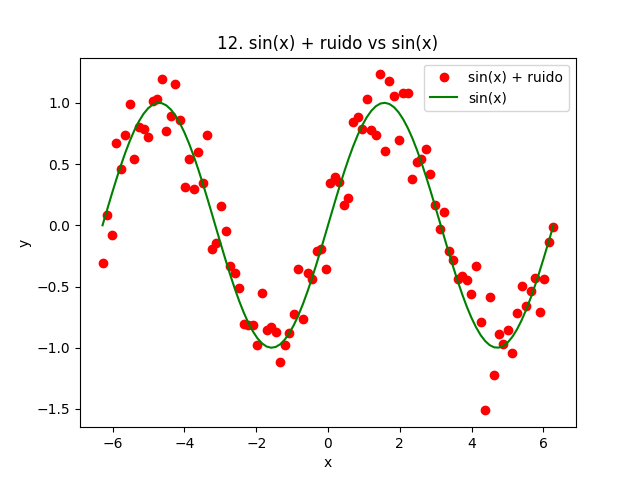 12. sin(x) + ruido vs sin(x)
sin(x) + ruido
sin(x)
1.0
0.5
0.0
−0.5
−1.0
−1.5
y
−6
−4
−2
0
2
4
6
x